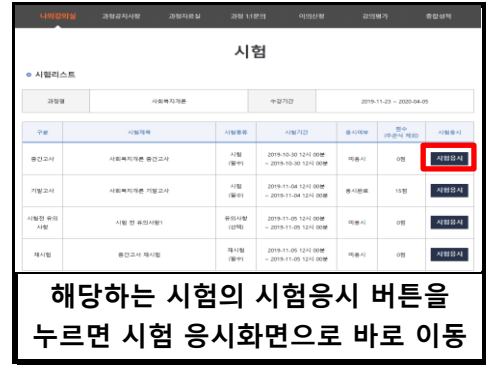 나의강의실 과정공지사항 과정자료실 과정 1:1문의 이의신청 강의평가 종합성적
시험
시험리스트
과정명 사회복지개론 수강기간 2019-11-23 ~ 2020-04-05
구분 시험제목 시험종류 시험기간 응시여부 점수 (주관식 제외) 시험응시
중간고사 사회복지개론 중간고사 시험 (필수) 2019-10-30 12시 00분 ~ 2019-10-30 12시 00분 미응시 0점 시험응시
기말고사 사회복지개론 기말고사 시험 (필수) 2019-11-04 12시 00분 ~ 2019-11-04 12시 00분 응시완료 15점 시험응시
시험전 유의사항 시험 전 유의사항1 유의사항 (선택) 2019-11-05 12시 00분 ~ 2019-11-05 12시 00분 미응시 0점 시험응시
재시험 중간고사 재시험 재시험 (필수) 2019-11-05 12시 00분 ~ 2019-11-05 12시 00분 미응시 0점 시험응시
해당하는 시험의 시험응시 버튼을
누르면 시험 응시화면으로 바로 이동